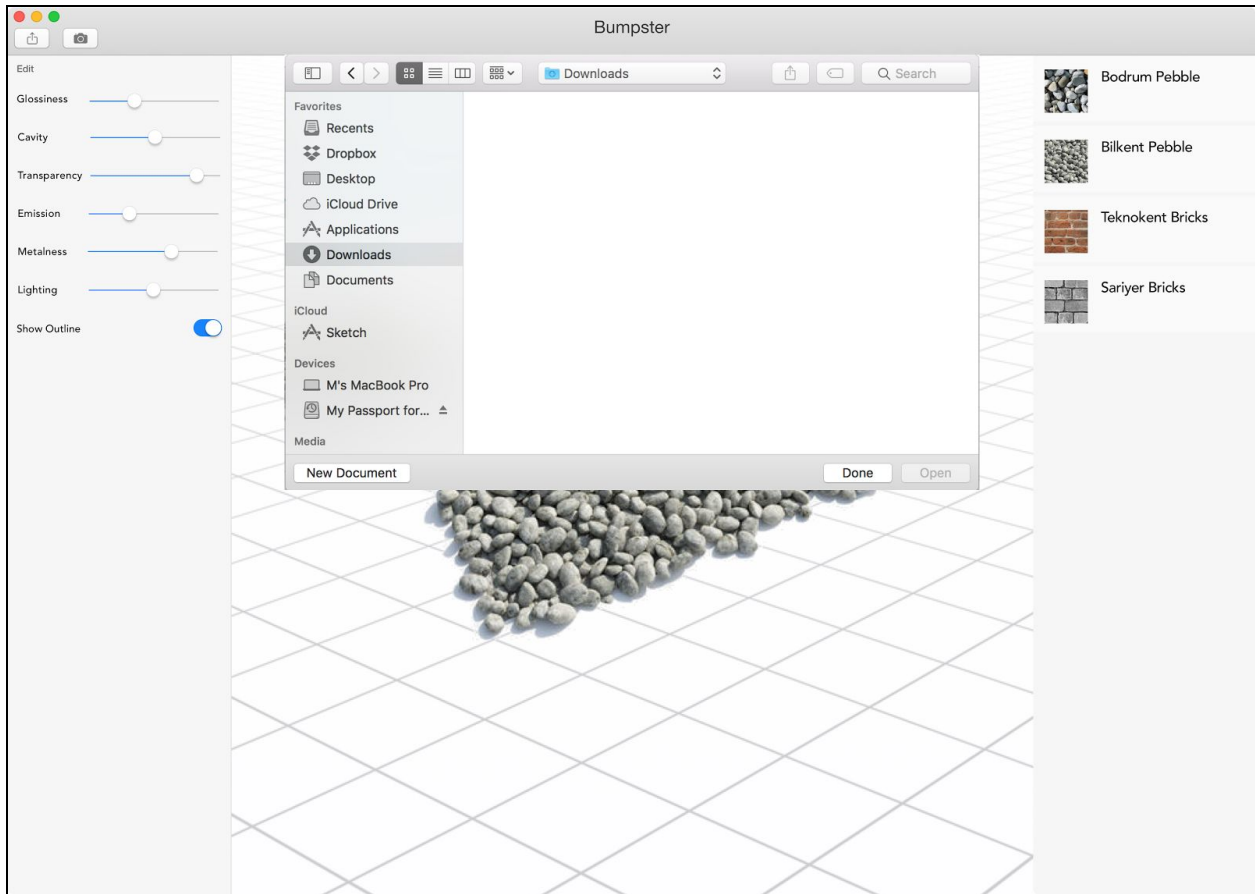 Bumpster
Edit
Glossiness
Cavity
Transparency
Emission
Metalness
Lighting
Show Outline
Downloads
Search
Favorites
Recents
Dropbox
Desktop
iCloud Drive
Applications
Downloads
Documents
iCloud
Sketch
Devices
M's MacBook Pro
My Passport for...
Media
New Document
Done
Open
Bodrum Pebble
Bilkent Pebble
Teknokent Bricks
Sariyer Bricks